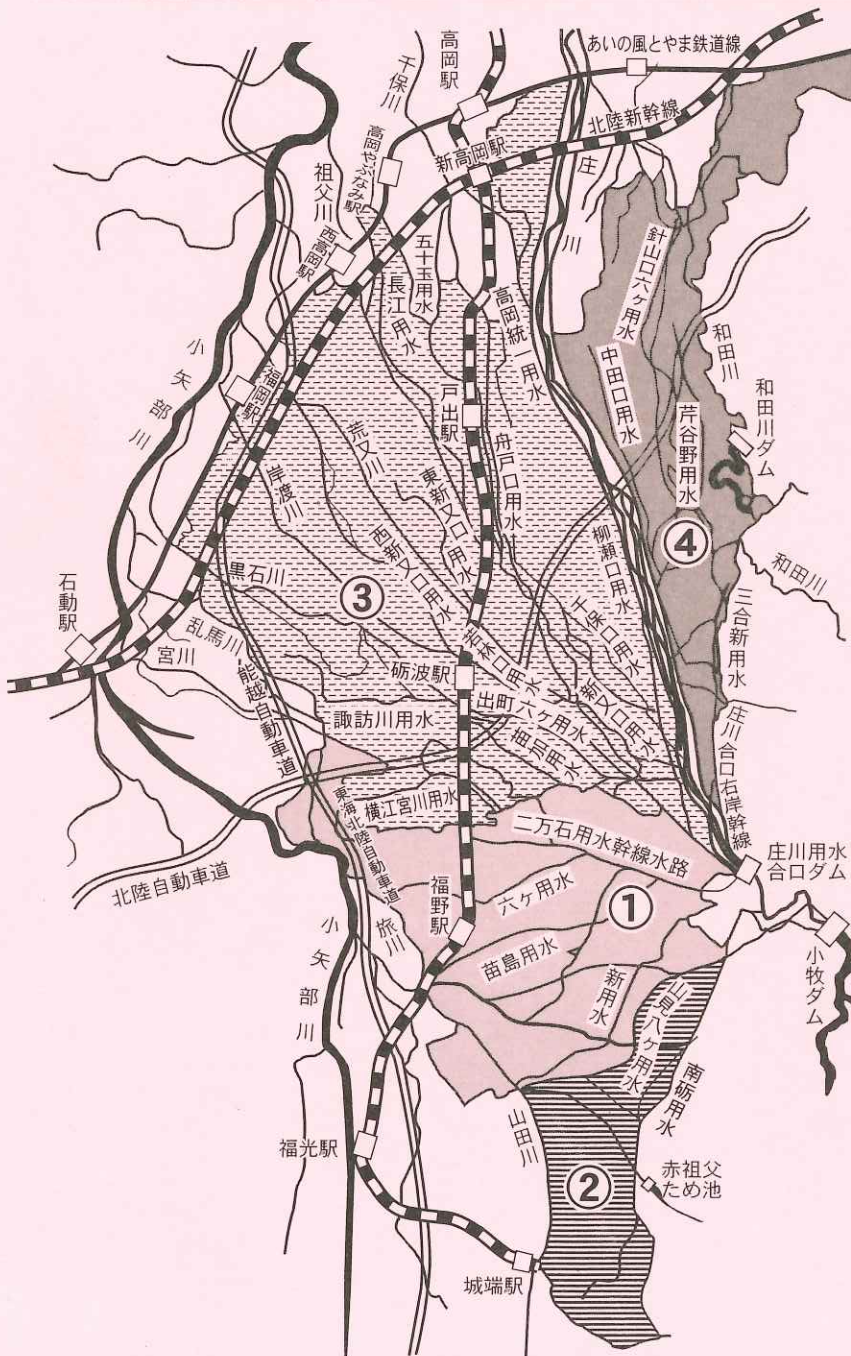 あいの風とやま鉄道線
高岡駅
千保川
北陸新幹線
高岡やぶなみ駅
新高岡駅
庄川
祖父川
西高岡駅
五十玉用水
長江用水
高岡統一用水
針山口六ヶ用水
和田川
中田口用水
和田川ダム
小矢部川
福岡駅
戸出駅
芹谷野用水
荒又川
舟戸口用水
岸渡川
東新又口用水
④
柳瀬口用水
西新又口用水
和田川
黒石川
③
石動駅
千保口用水
三合新用水
若林口用水
乱馬川
宮川
砺波駅
新又口用水
能越自動車道
出町六ヶ用水
諏訪川用水
苗加用水
庄川合口右岸幹線
横江宮川用水
東海北陸自動車道
二万石用水幹線水路
庄川用水
合口ダム
北陸自動車道
福野駅
六ヶ用水
①
旅川
小矢部川
苗島用水
小牧ダム
新用水
山見八ヶ用水
南砺用水
山田川
福光駅
赤祖父
ため池
②
城端駅